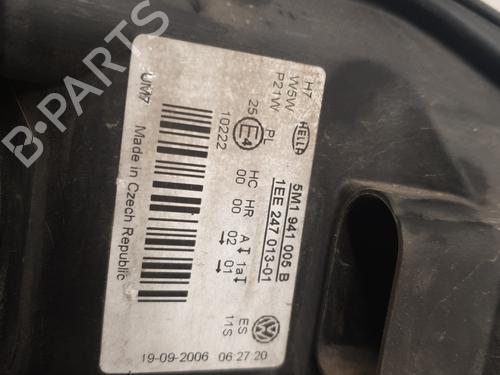 B-PARTS
H7
W5W
P21W
HELLA
PL
25 E4
10222
UM7
Made in Czech Republic
5M1 941 005 B
1EE 247 013-01
HC HR A 1a
00 00 02 01
ES
11S
19-09-2006 06:27 20